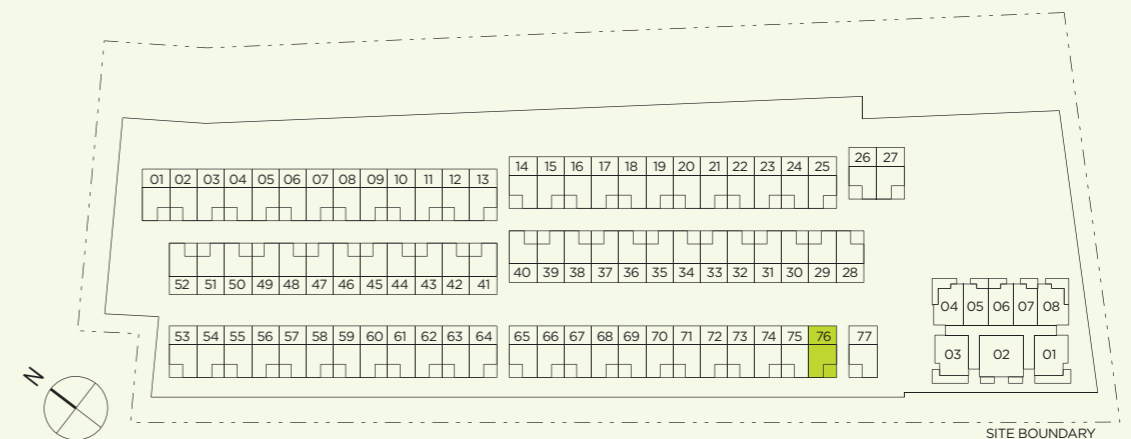 26 27
14 15 16 17 18 19 20 21 22 23 24 25
01 02 03 04 05 06 07 08 09 10 11 12 13
40 39 38 37 36 35 34 33 32 31 30 29 28
52 51 50 49 48 47 46 45 44 43 42 41
04 05 06 07 08
53 54 55 56 57 58 59 60 61 62 63 64 65 66 67 68 69 70 71 72 73 74 75 76 77
03 02 01
N
SITE BOUNDARY